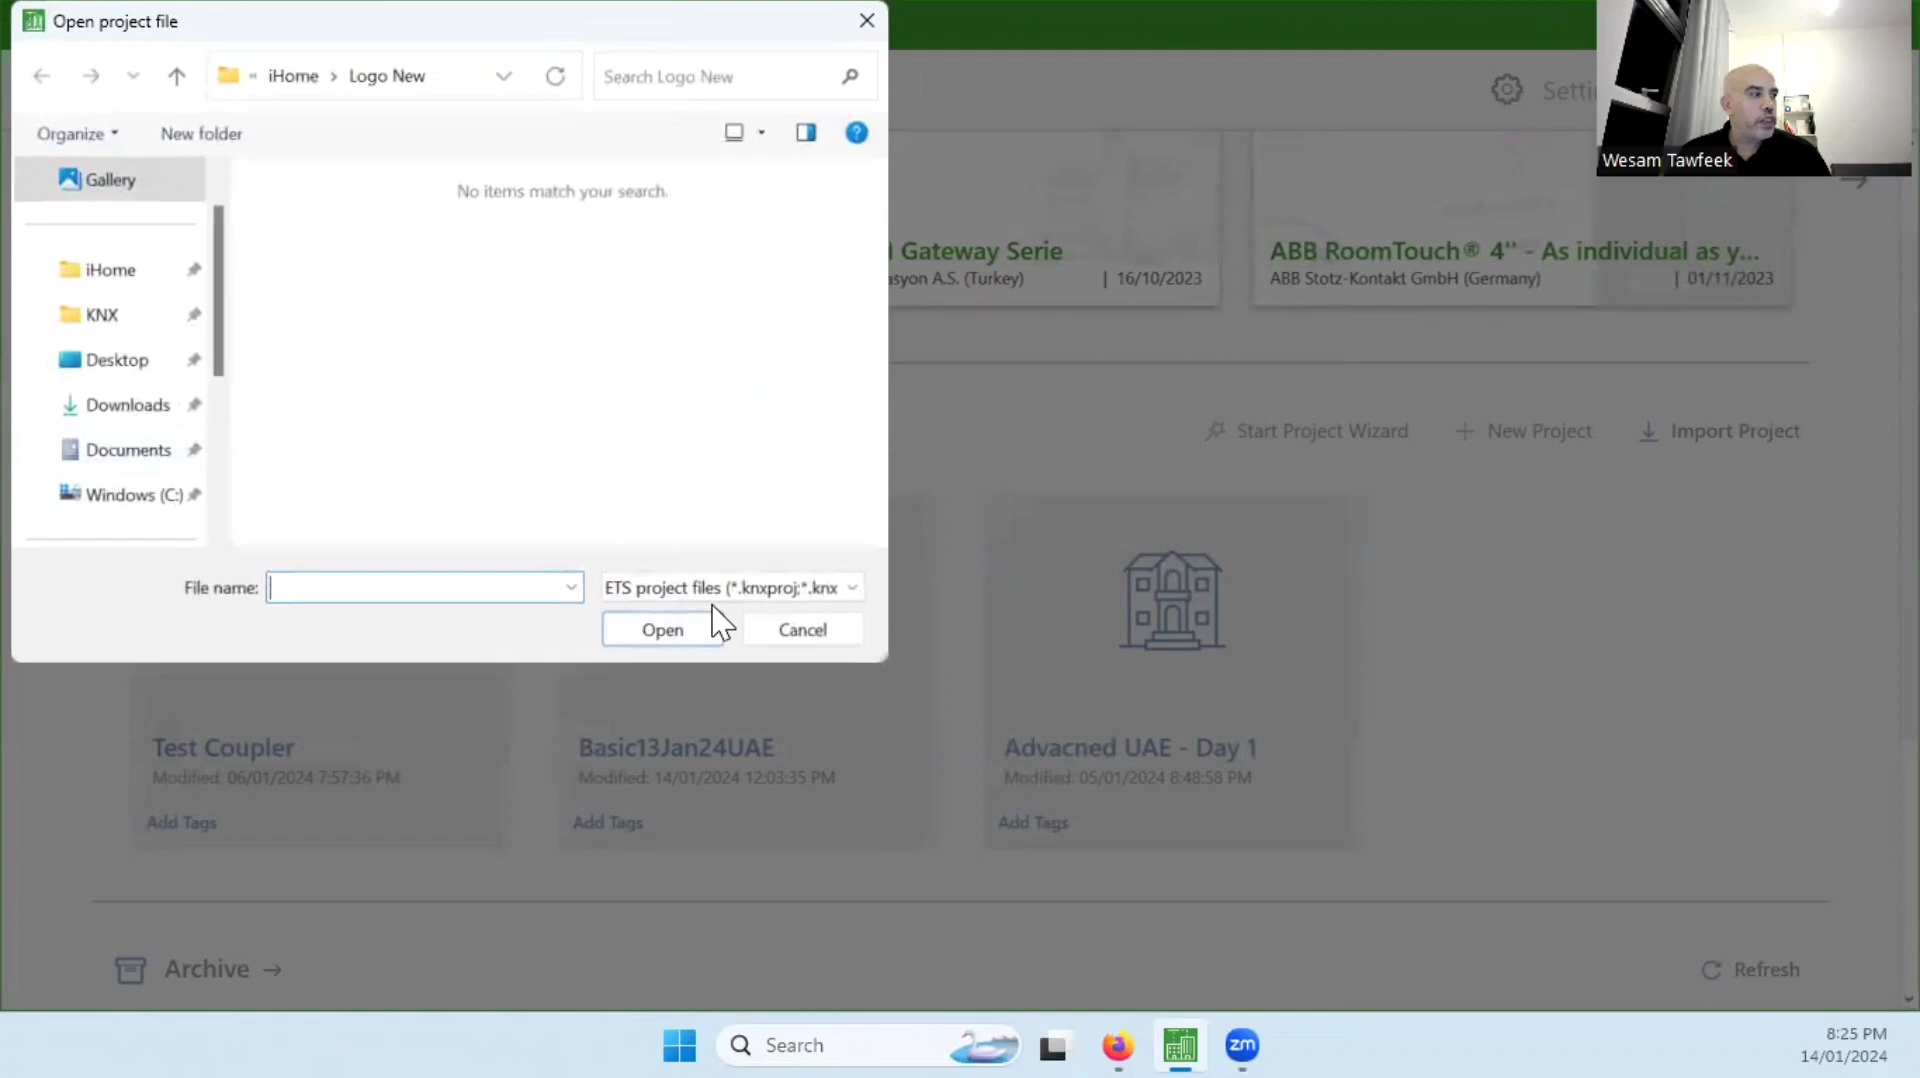 Open project file
« iHome › Logo New
Search Logo New
Organize
New folder
Settin
Wesam Tawfeek
Gallery
No items match your search.
iHome
KNX
Desktop
Downloads
Documents
Windows (C:)
Gateway Serie
asyon A.S. (Turkey)
| 16/10/2023
ABB RoomTouch® 4'' - As individual as y...
ABB Stotz-Kontakt GmbH (Germany)
| 01/11/2023
Start Project Wizard
New Project
Import Project
File name:
ETS project files (*.knxproj;*.knx
Open
Cancel
Test Coupler
Modified: 06/01/2024 7:57:36 PM
Add Tags
Basic13Jan24UAE
Modified: 14/01/2024 12:03:35 PM
Add Tags
Advacned UAE - Day 1
Modified: 05/01/2024 8:48:58 PM
Add Tags
Archive →
Refresh
Search
zm
8:25 PM
14/01/2024